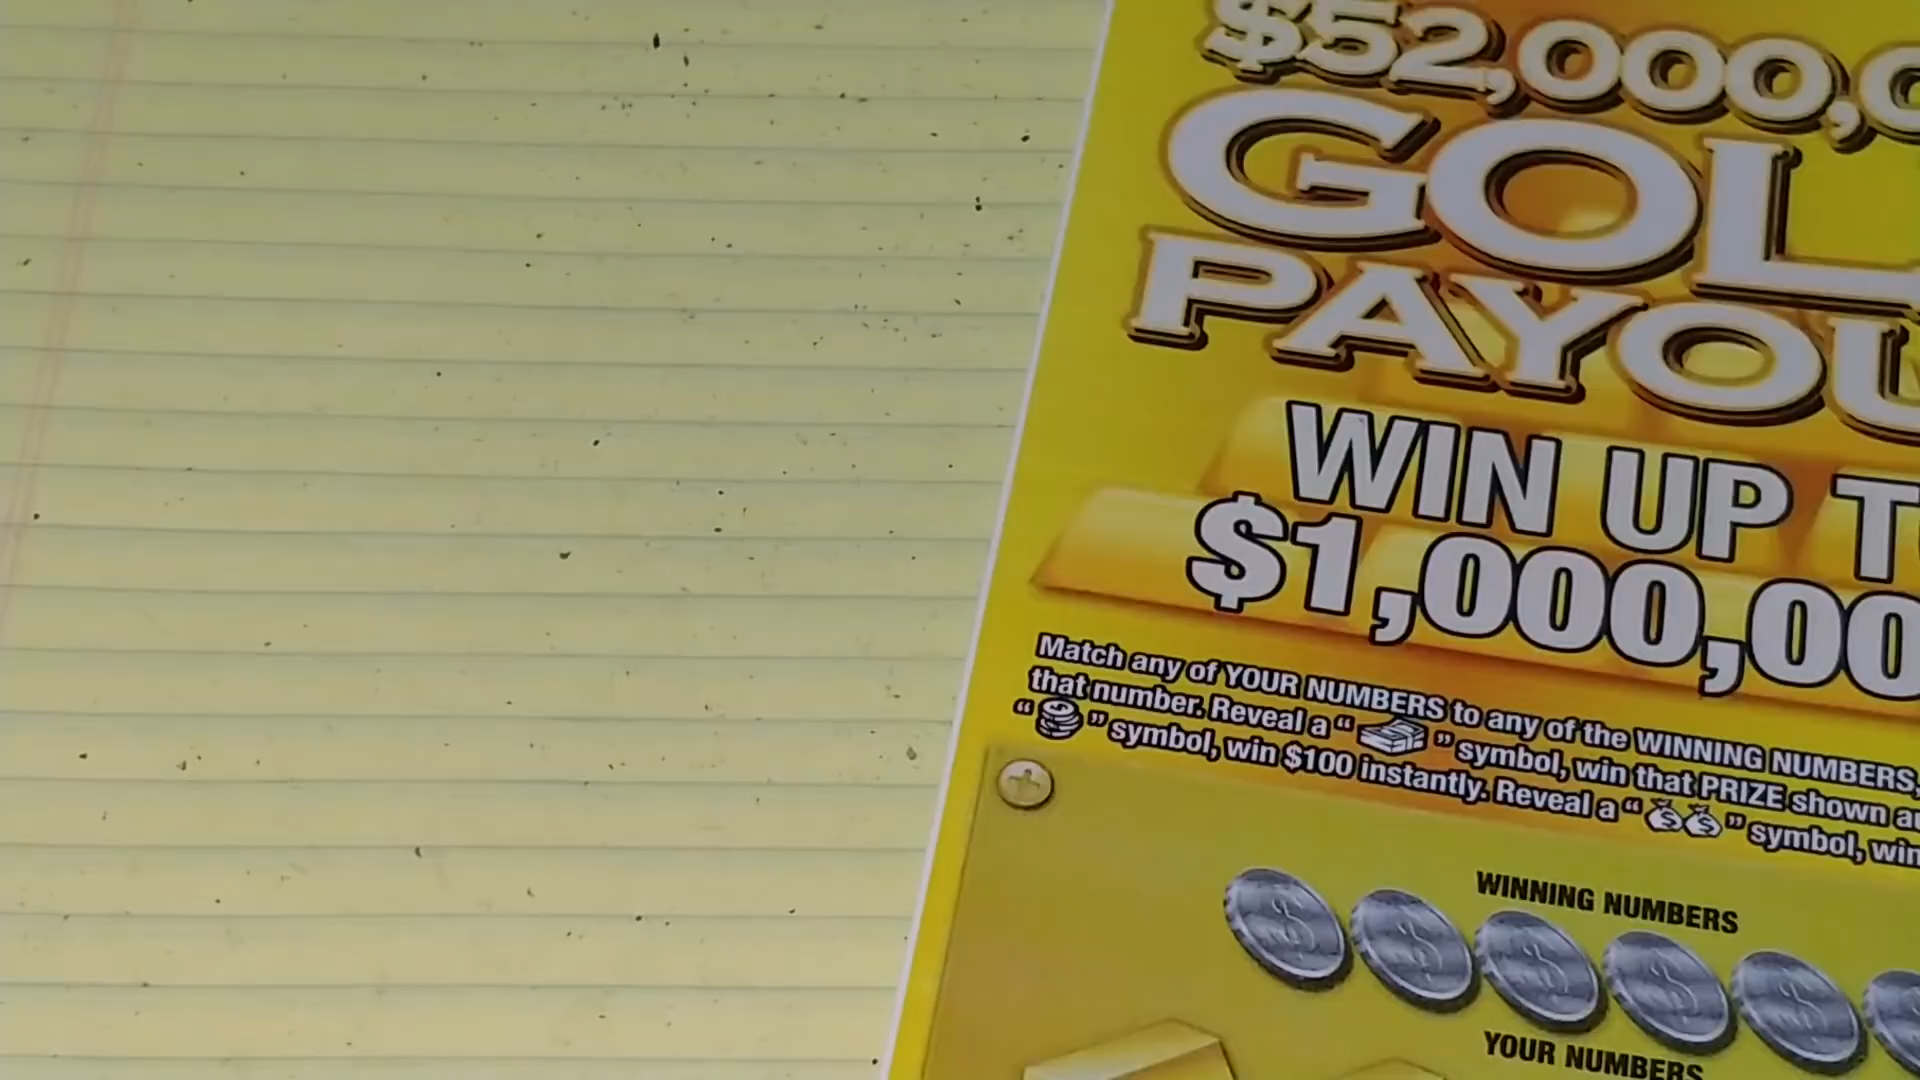 $52,000,0
GOL
PAYOU
WIN UP T
$1,000,00
Match any of YOUR NUMBERS to any of the WINNING NUMBERS,
that number. Reveal a “ ” symbol, win that PRIZE shown au
“ ” symbol, win $100 instantly. Reveal a “ ” symbol, win
WINNING NUMBERS
YOUR NUMBERS